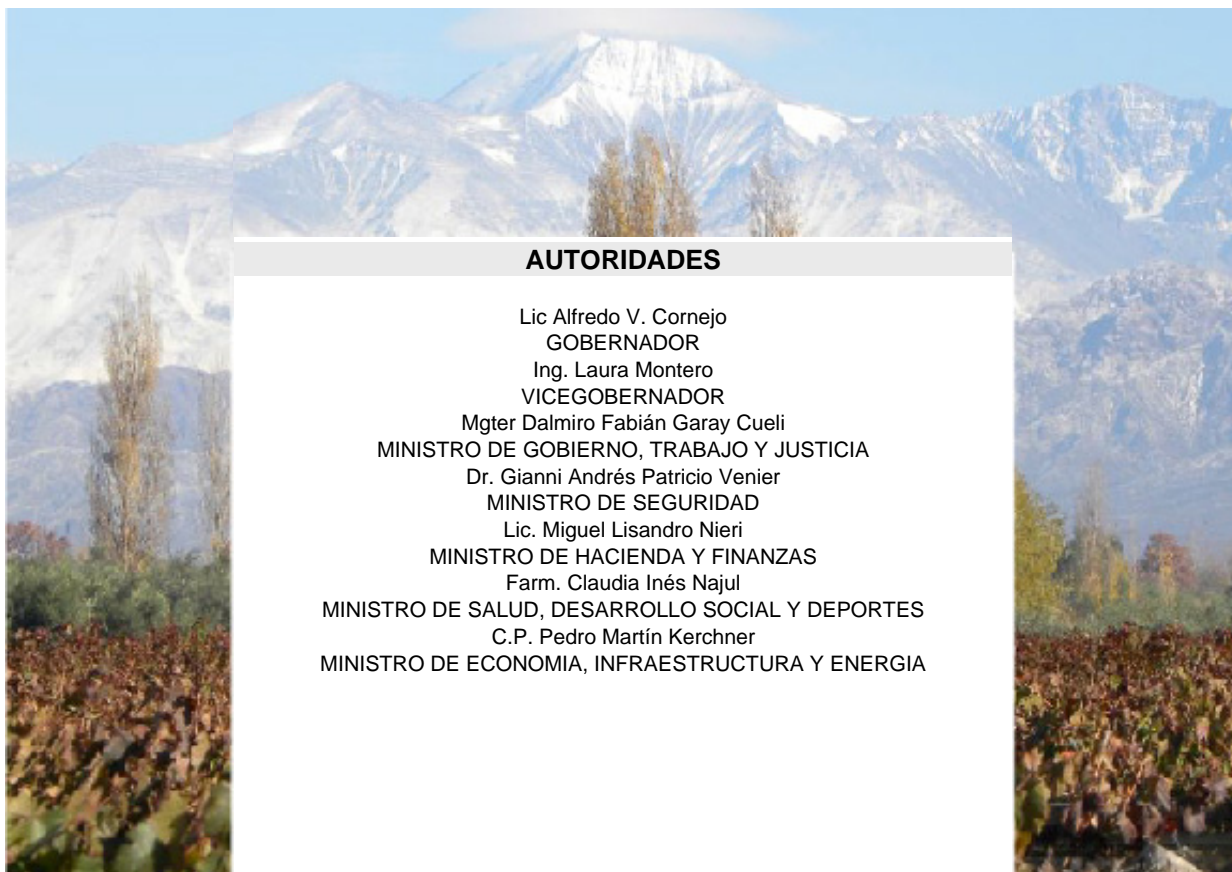 AUTORIDADES
Lic Alfredo V. Cornejo
GOBERNADOR
Ing. Laura Montero
VICEGOBERNADOR
Mgter Dalmiro Fabián Garay Cueli
MINISTRO DE GOBIERNO, TRABAJO Y JUSTICIA
Dr. Gianni Andrés Patricio Venier
MINISTRO DE SEGURIDAD
Lic. Miguel Lisandro Nieri
MINISTRO DE HACIENDA Y FINANZAS
Farm. Claudia Inés Najul
MINISTRO DE SALUD, DESARROLLO SOCIAL Y DEPORTES
C.P. Pedro Martín Kerchner
MINISTRO DE ECONOMIA, INFRAESTRUCTURA Y ENERGIA